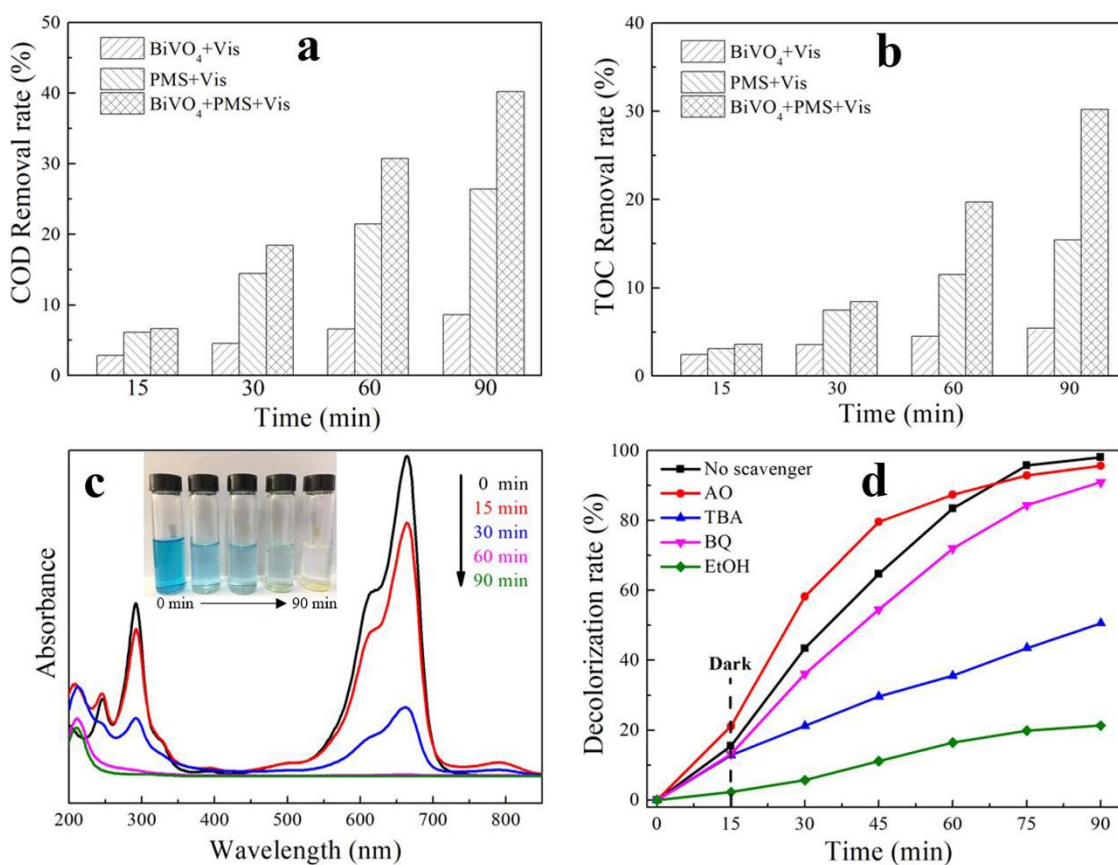 a
COD Removal rate (%)
50
40
30
20
10
0
BiVO4+Vis
PMS+Vis
BiVO4+PMS+Vis
15 30 60 90
Time (min)
b
TOC Removal rate (%)
40
30
20
10
0
BiVO4+Vis
PMS+Vis
BiVO4+PMS+Vis
15 30 60 90
Time (min)
c
Absorbance
0 min
15 min
30 min
60 min
90 min
0 min 90 min
200 300 400 500 600 700 800
Wavelength (nm)
d
Decolorization rate (%)
100
80
60
40
20
0
No scavenger
AO
TBA
BQ
EtOH
Dark
0 15 30 45 60 75 90
Time (min)